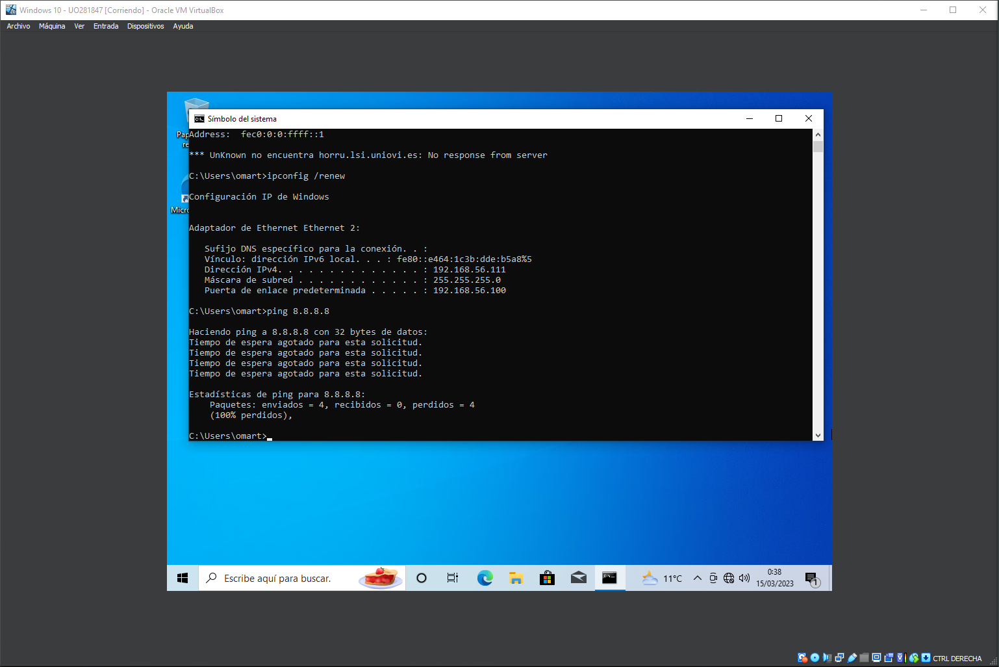 Windows 10 - UO281847 [Corriendo] - Oracle VM VirtualBox
Archivo Máquina Ver Entrada Dispositivos Ayuda
Símbolo del sistema
Address:  fec0:0:0:ffff::1
*** UnKnown no encuentra horru.lsi.uniovi.es: No response from server
C:\Users\omart>ipconfig /renew
Configuración IP de Windows
Micro
Adaptador de Ethernet Ethernet 2:
Sufijo DNS específico para la conexión. . :
Vínculo: dirección IPv6 local. . . : fe80::e464:1c3b:dde:b5a8%5
Dirección IPv4. . . . . . . . . . . . . . : 192.168.56.111
Máscara de subred . . . . . . . . . . . . : 255.255.255.0
Puerta de enlace predeterminada . . . . . : 192.168.56.100
C:\Users\omart>ping 8.8.8.8
Haciendo ping a 8.8.8.8 con 32 bytes de datos:
Tiempo de espera agotado para esta solicitud.
Tiempo de espera agotado para esta solicitud.
Tiempo de espera agotado para esta solicitud.
Tiempo de espera agotado para esta solicitud.
Estadísticas de ping para 8.8.8.8:
Paquetes: enviados = 4, recibidos = 0, perdidos = 4
(100% perdidos),
C:\Users\omart>
Escribe aquí para buscar.
11°C
0:38
15/03/2023
1
CTRL DERECHA